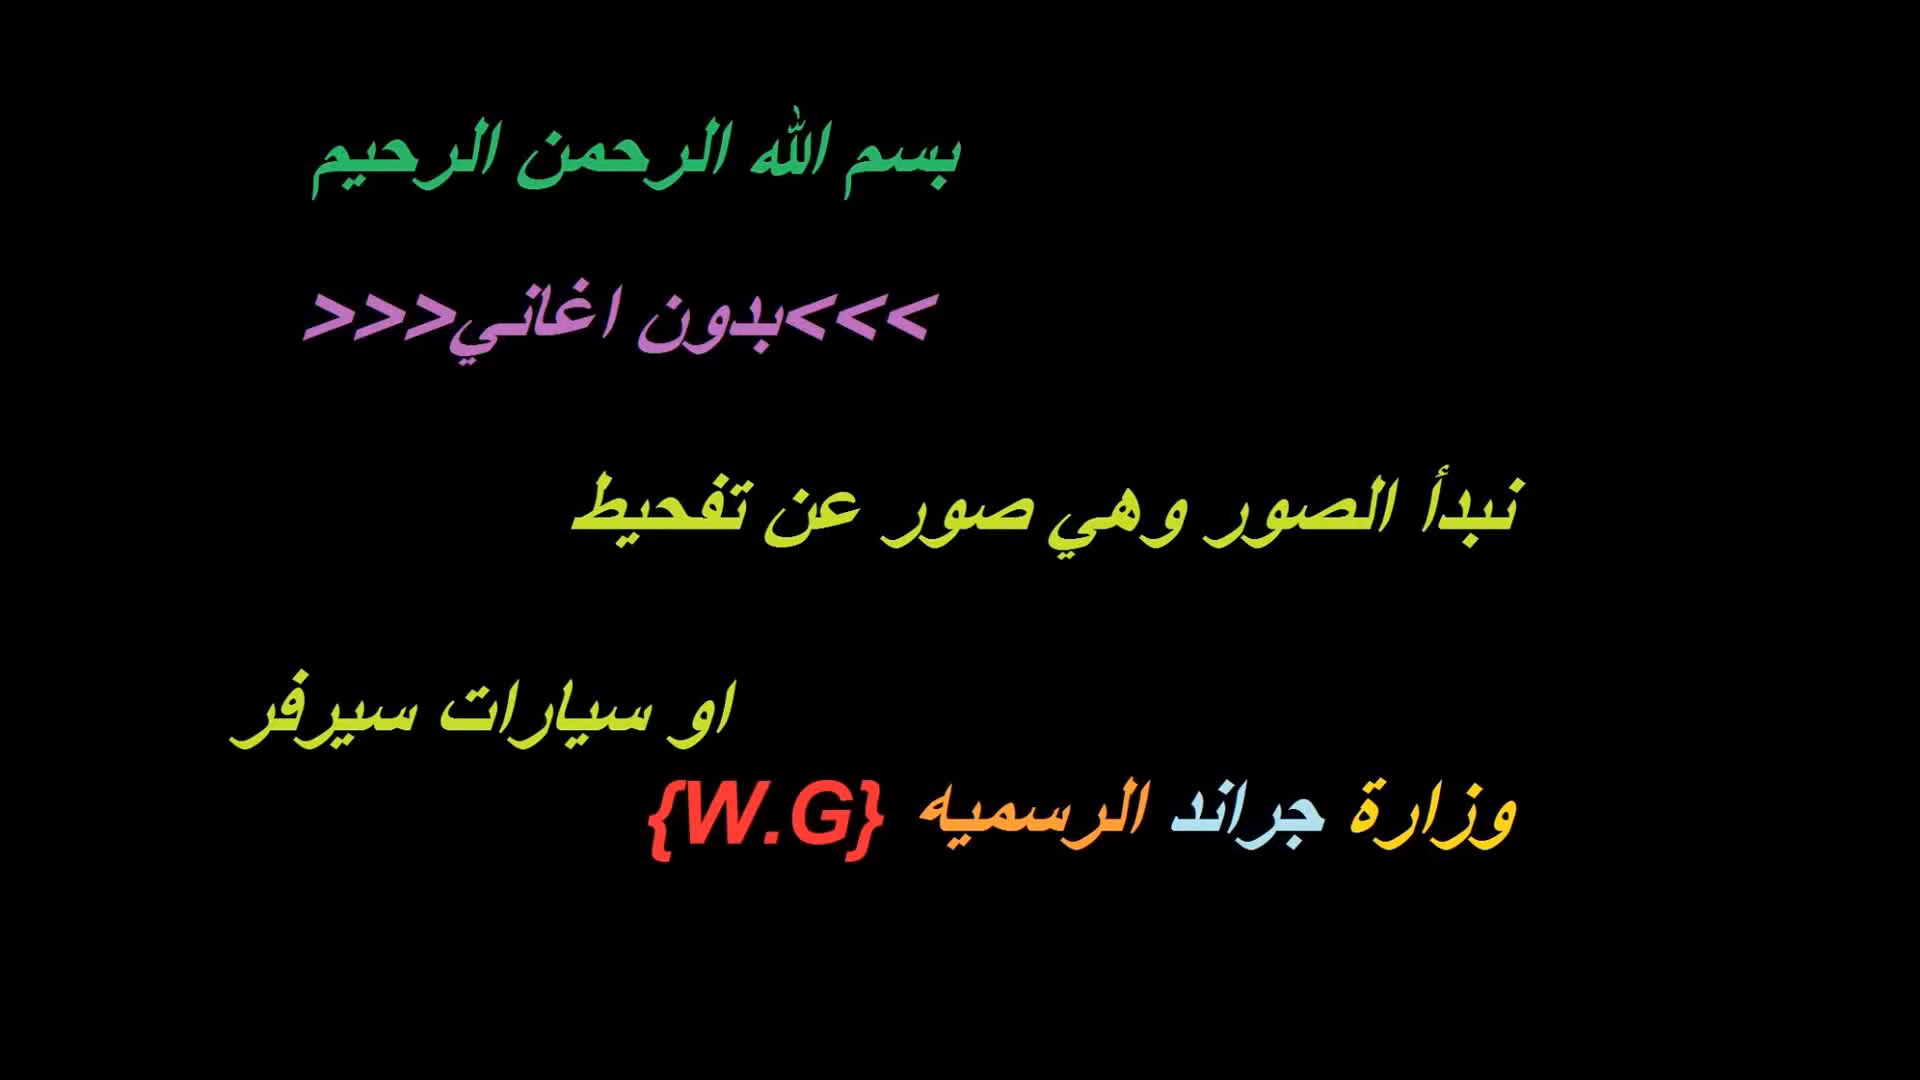 بسم الله الرحمن الرحيم
>>>بدون اغاني<<<
نبدأ الصور وهي صور عن تفحيط
او سيارات سيرفر
وزارة جراند الرسميه {W.G}